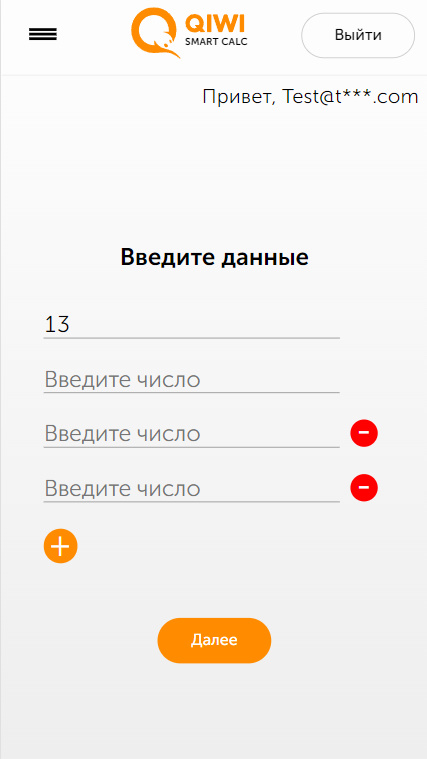 QIWI
SMART CALC
Выйти
Привет, Test@t***.com
Введите данные
13
Введите число
Введите число
Введите число
Далее